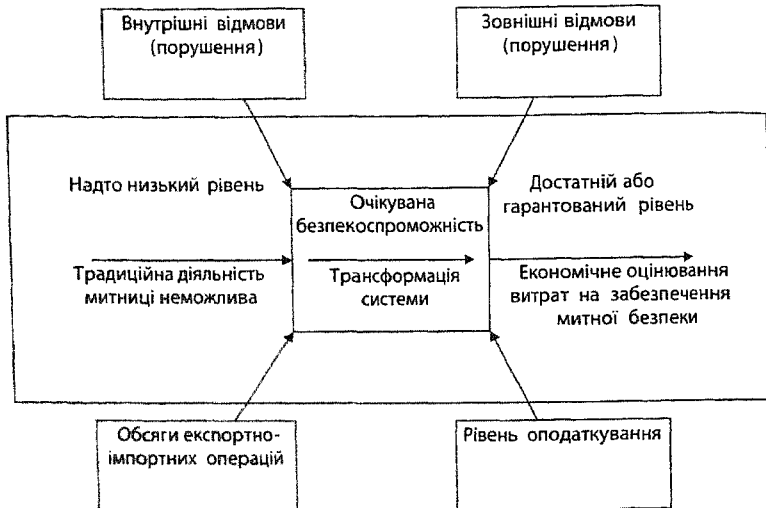 Внутрішні відмови
(порушення)
Зовнішні відмови
(порушення)
Надто низький рівень
Традиційна діяльність
митниці неможлива
Очікувана
безпекоспроможність
Трансформація
системи
Достатній або
гарантований рівень
Економічне оцінювання
витрат на забезпечення
митної безпеки
Обсяги експортно-
імпортних операцій
Рівень оподаткування